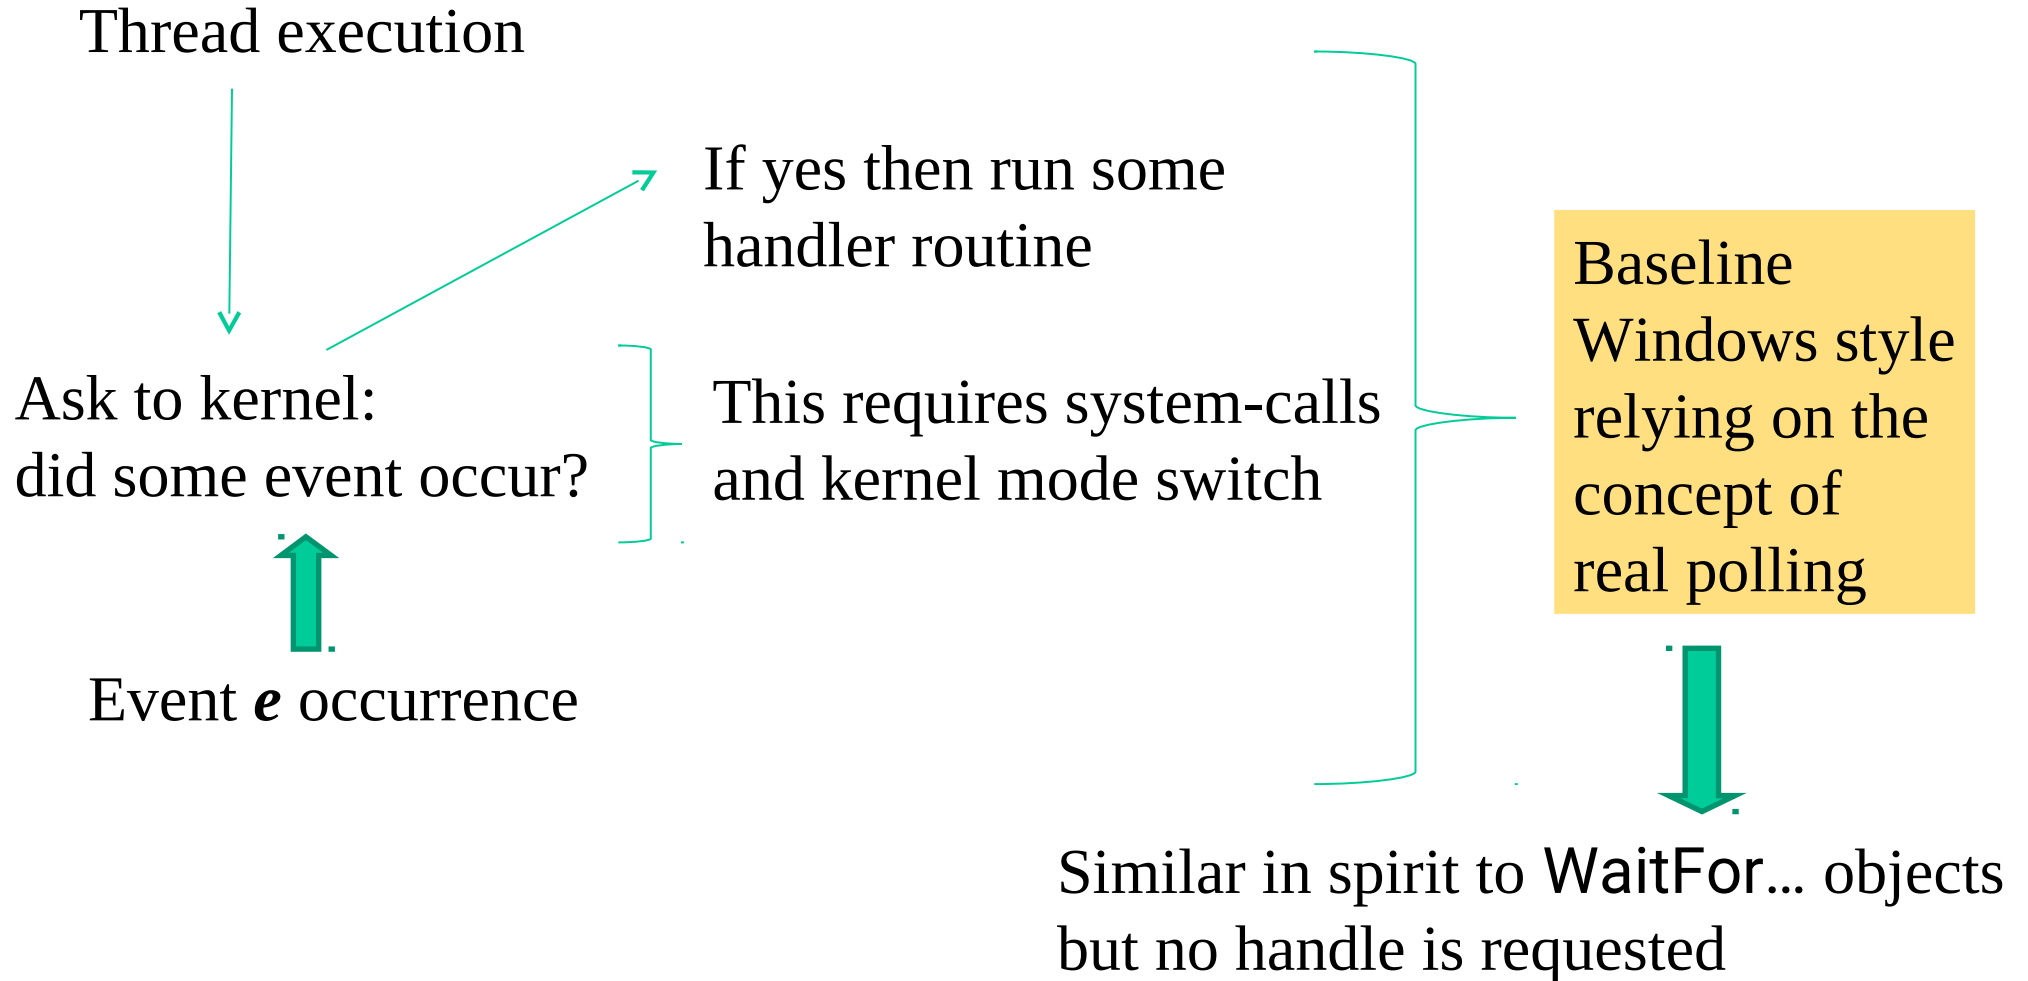 Thread execution
If yes then run some
handler routine
Ask to kernel:
did some event occur?
This requires system-calls
and kernel mode switch
Event e occurrence
Baseline
Windows style
relying on the
concept of
real polling
Similar in spirit to WaitFor… objects
but no handle is requested